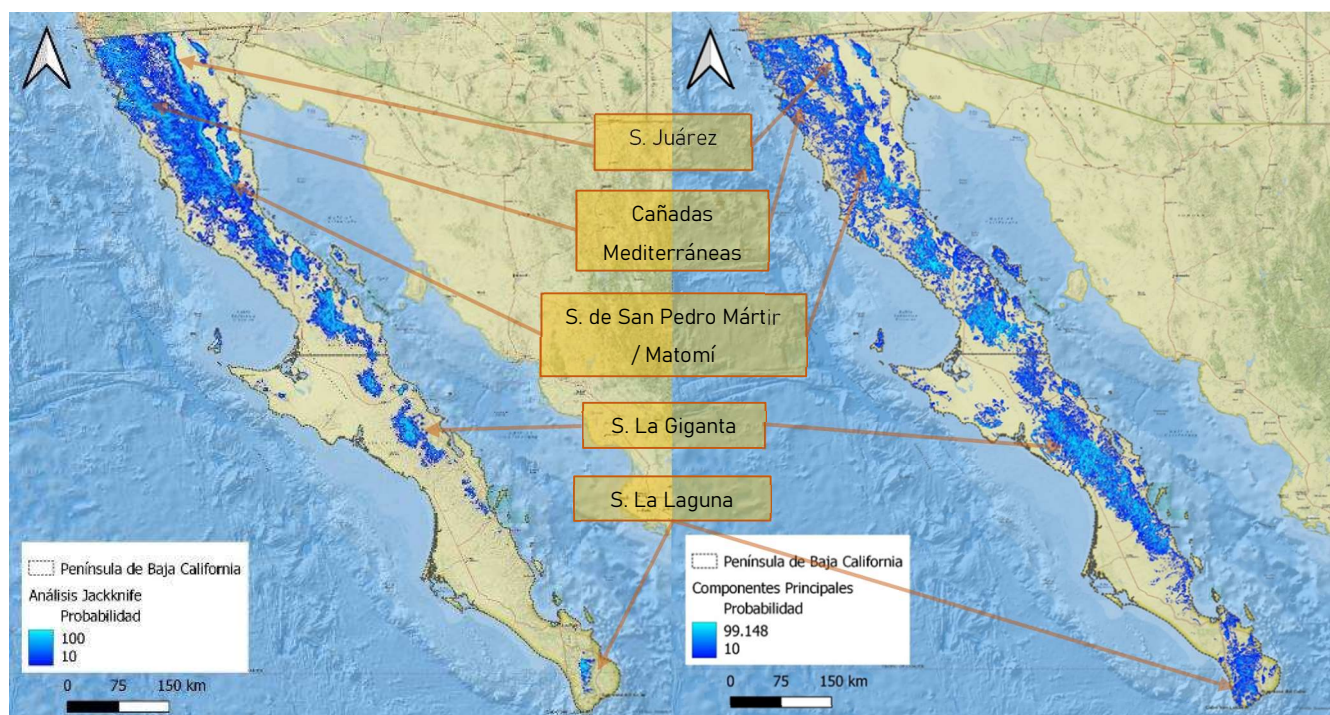 S. Juárez
Cañadas
Mediterráneas
S. de San Pedro Mártir
/ Matomí
S. La Giganta
S. La Laguna
Península de Baja California
Análisis Jackknife
Probabilidad
100
10
0 75 150 km
Península de Baja California
Componentes Principales
Probabilidad
99.148
10
0 75 150 km